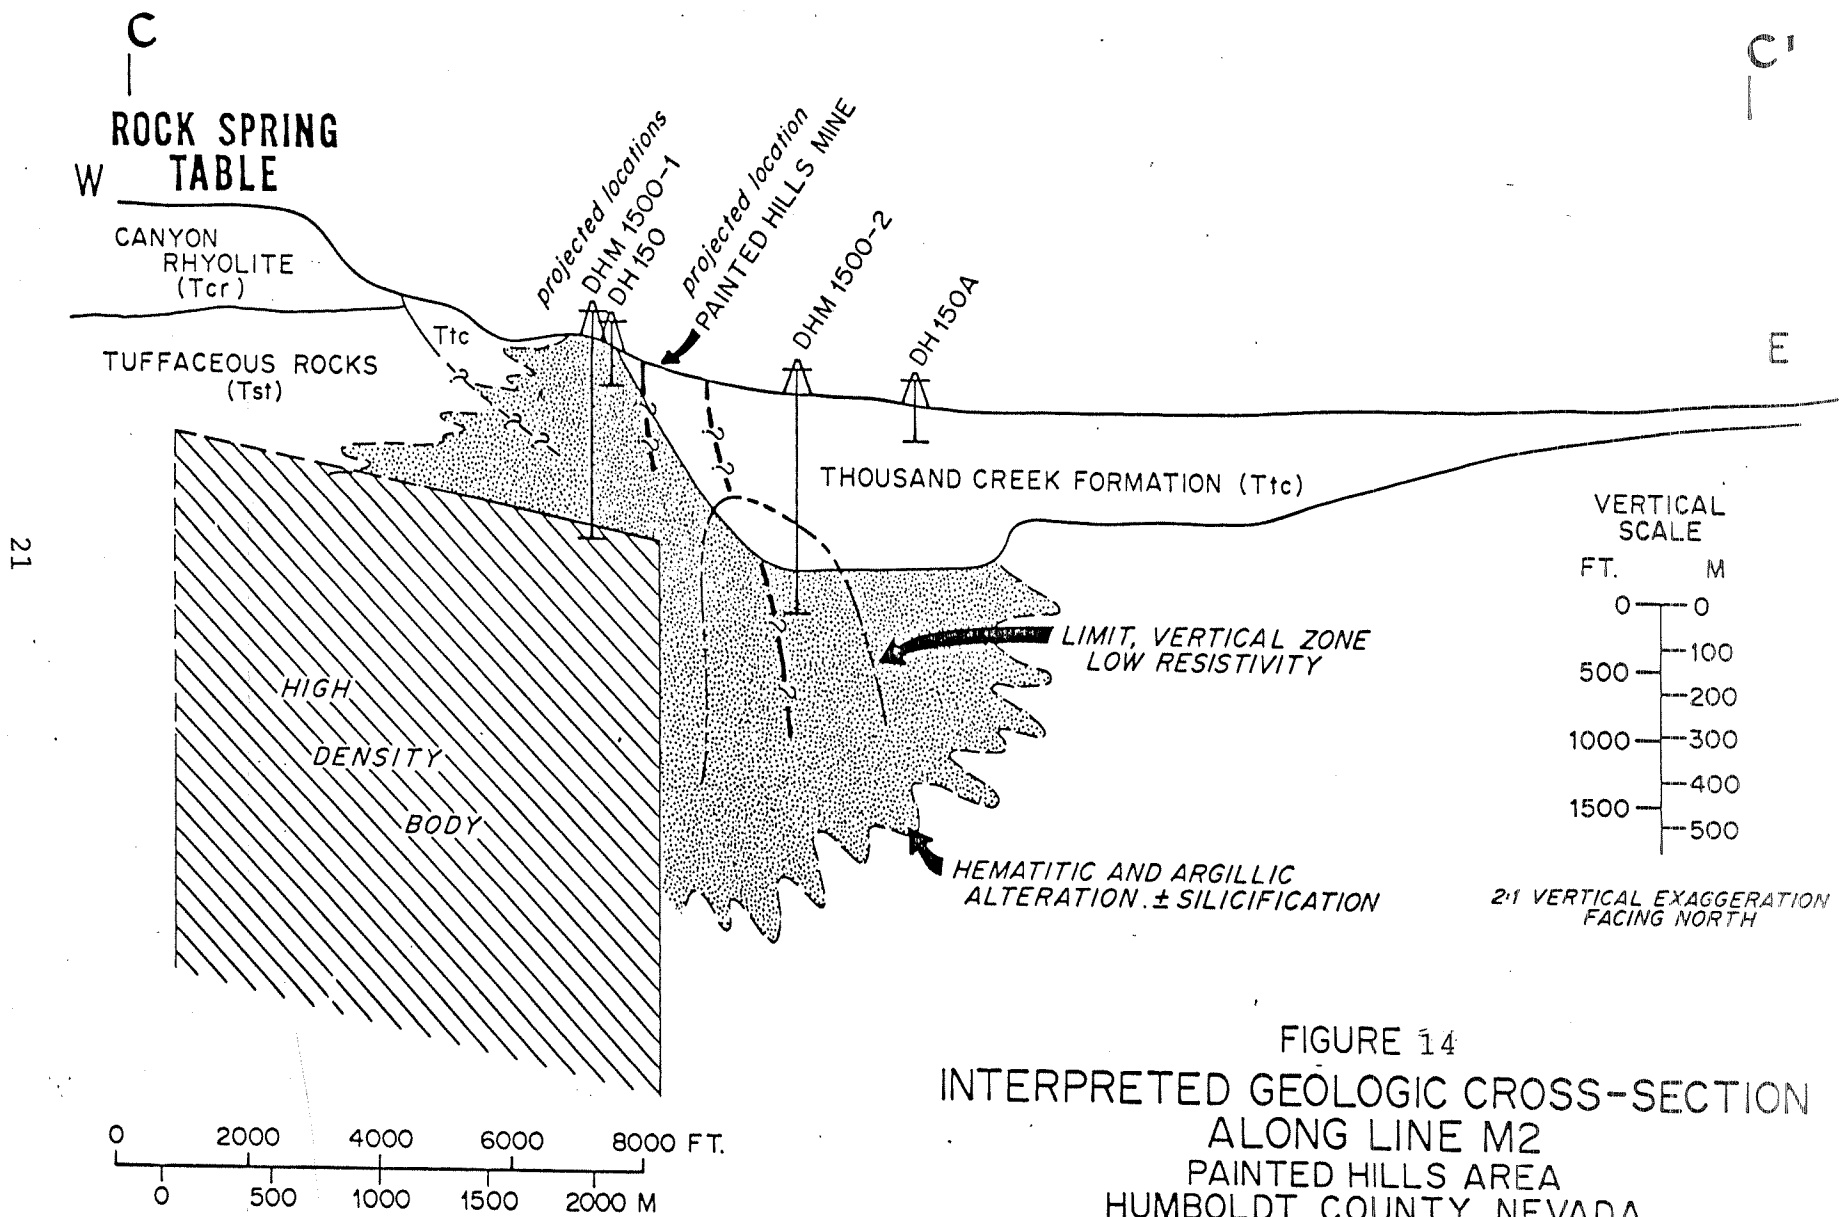 C
C'
ROCK SPRING
TABLE
W
E
CANYON
RHYOLITE
(Tcr)
TUFFACEOUS ROCKS
(Tst)
Ttc
projected locations
DHM 1500-1
DH 150
projected location
PAINTED HILLS MINE
DHM 1500-2
DH 150A
THOUSAND CREEK FORMATION (Ttc)
? ? ? ? ? ? ? ? ?
LIMIT, VERTICAL ZONE
LOW RESISTIVITY
HIGH
DENSITY
BODY
HEMATITIC AND ARGILLIC
ALTERATION. ± SILICIFICATION
VERTICAL
SCALE
FT. M
0 0
100
500
200
1000 300
400
1500
500
2:1 VERTICAL EXAGGERATION
FACING NORTH
21
0 2000 4000 6000 8000 FT.
0 500 1000 1500 2000 M
FIGURE 14
INTERPRETED GEOLOGIC CROSS-SECTION
ALONG LINE M2
PAINTED HILLS AREA
HUMBOLDT COUNTY, NEVADA